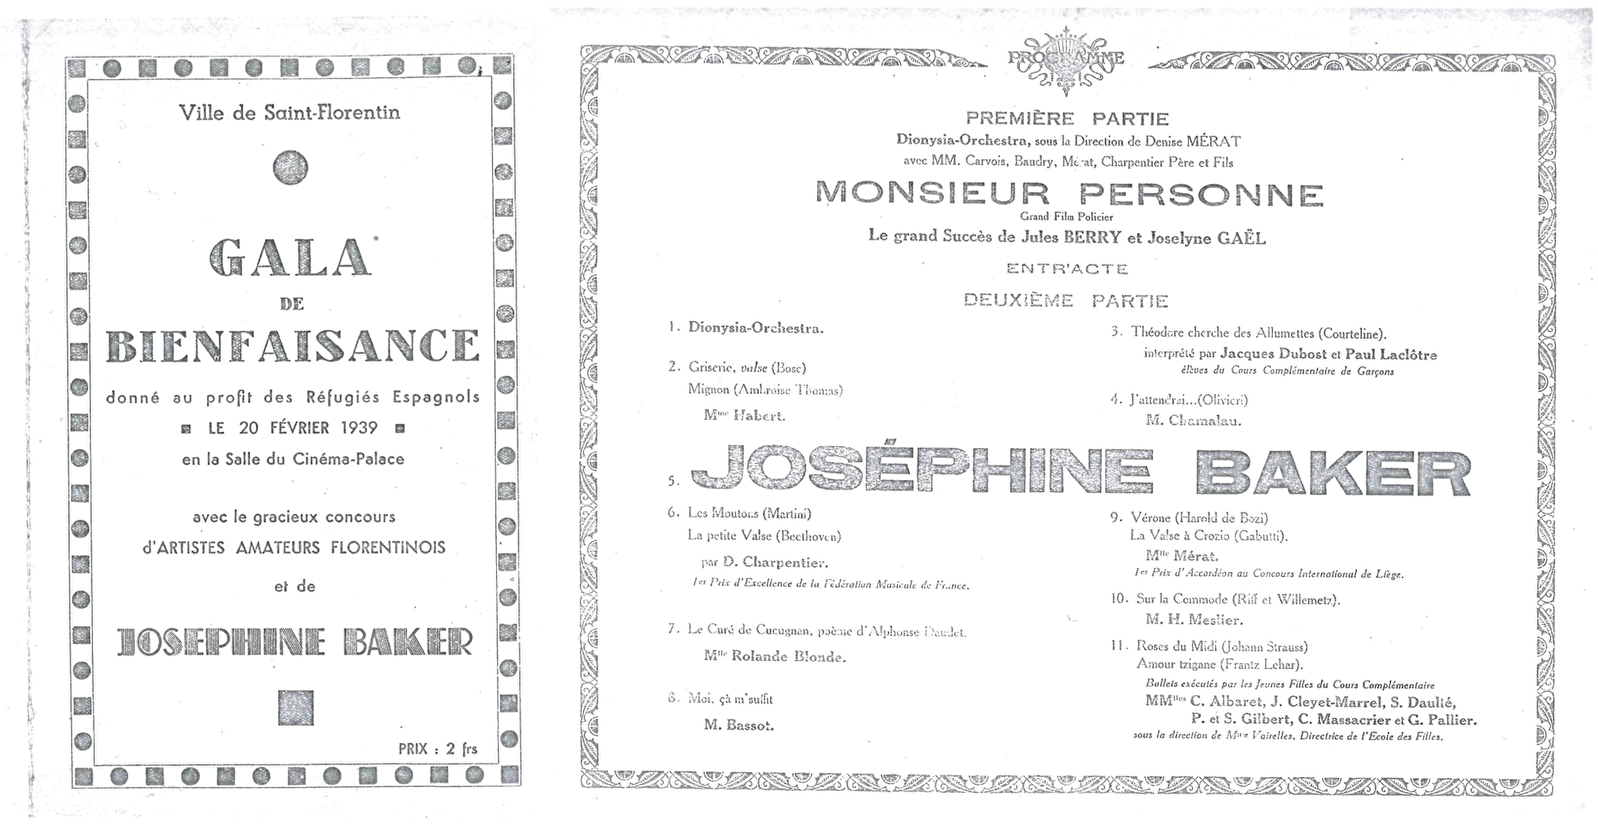 Ville de Saint-Florentin
GALA
DE
BIENFAISANCE
donné au profit des Réfugiés Espagnols
LE 20 FÉVRIER 1939
en la Salle du Cinéma-Palace
avec le gracieux concours
d'ARTISTES AMATEURS FLORENTINOIS
et de
JOSEPHINE BAKER
PRIX : 2 frs
PROGRAMME
PREMIÈRE PARTIE
Dionysia-Orchestra, sous la Direction de Denise MÉRAT
avec MM. Carvois, Baudry, Mérat, Charpentier Père et Fils
MONSIEUR PERSONNE
Grand Film Policier
Le grand Succès de Jules BERRY et Joselyne GAËL
ENTR'ACTE
DEUXIÈME PARTIE
1. Dionysia-Orchestra.
2. Griserie, valse (Bosc)
Mignon (Ambroise Thomas)
Mme Habert.
3. Théodore cherche des Allumettes (Courteline).
interprété par Jacques Dubost et Paul Laclôtre
élèves du Cours Complémentaire de Garçons
4. J'attendrai...(Olivieri)
M. Chamalau.
5. JOSÉPHINE BAKER
6. Les Moutons (Martini)
La petite Valse (Beethoven)
par D. Charpentier.
1er Prix d'Excellence de la Fédération Musicale de France.
7. Le Curé de Cucugnan, poème d'Alphonse Daudet.
Mlle Rolande Blonde.
8. Moi, çà m'suffit
M. Bassot.
9. Vérone (Harold de Bozi)
La Valse à Crozio (Gabutti).
Mlle Mérat.
1er Prix d'Accordéon au Concours International de Liège.
10. Sur la Commode (Riff et Willemetz).
M. H. Meslier.
11. Roses du Midi (Johann Strauss)
Amour tzigane (Frantz Lehar).
Ballets exécutés par les Jeunes Filles du Cours Complémentaire
MMlles C. Albaret, J. Cleyet-Marrel, S. Daullé,
P. et S. Gilbert, C. Massacrier et G. Pallier.
sous la direction de Mme Vairelles, Directrice de l'Ecole des Filles.